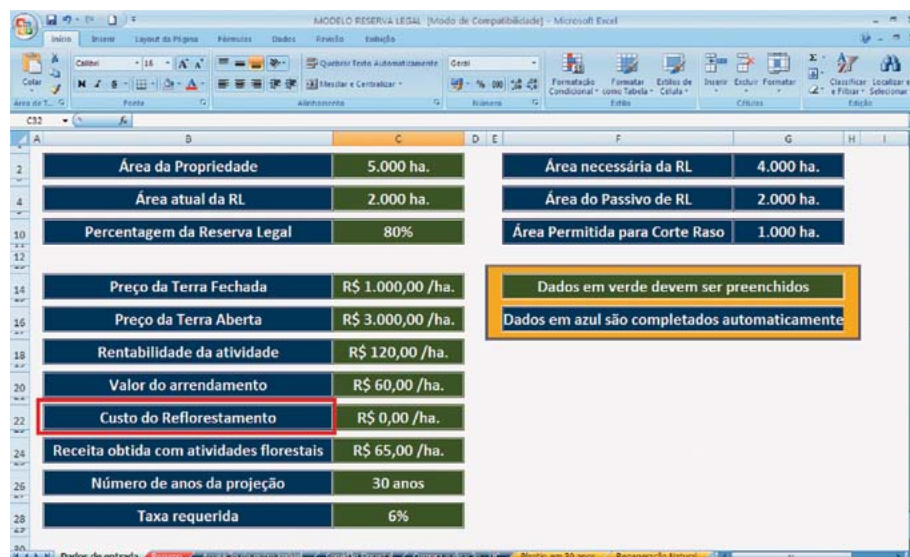 MODELO RESERVA LEGAL [Modo de Compatibilidade] - Microsoft Excel
Início Inserir Layout da Página Fórmulas Dados Revisão Exibição
Calibri 16 A A Quebrar Texto Automaticamente Geral
Colar N I S Mesclar e Centralizar % 000
Formatação Condicional Formatar como Tabela Estilos de Célula Inserir Excluir Formatar Classificar e Filtrar Localizar e Selecionar
Fonte Alinhamento Número Estilo Células Edição
C32 fx
A B C D E F G H I
2 Área da Propriedade 5.000 ha. Área necessária da RL 4.000 ha.
4 Área atual da RL 2.000 ha. Área do Passivo de RL 2.000 ha.
10 Percentagem da Reserva Legal 80% Área Permitida para Corte Raso 1.000 ha.
12
14 Preço da Terra Fechada R$ 1.000,00 /ha. Dados em verde devem ser preenchidos
16 Preço da Terra Aberta R$ 3.000,00 /ha. Dados em azul são completados automaticamente
18 Rentabilidade da atividade R$ 120,00 /ha.
20 Valor do arrendamento R$ 60,00 /ha.
22 Custo do Reflorestamento R$ 0,00 /ha.
24 Receita obtida com atividades florestais R$ 65,00 /ha.
26 Número de anos da projeção 30 anos
28 Taxa requerida 6%
30
Dados de entrada Plantio em 30 anos Regeneração Natural